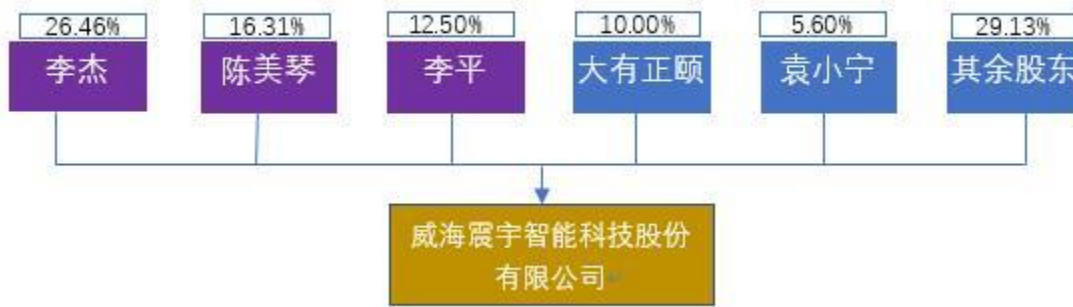 26.46% 16.31% 12.50% 10.00% 5.60% 29.13%
李杰 陈美琴 李平 大有正颐 袁小宁 其余股东
威海震宇智能科技股份
有限公司